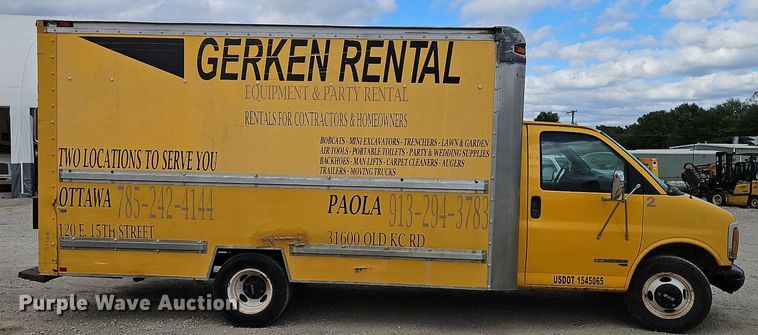 GERKEN RENTAL
EQUIPMENT & PARTY RENTAL
RENTALS FOR CONTRACTORS & HOMEOWNERS
BOBCATS - MINI EXCAVATORS - TRENCHERS - LAWN & GARDEN
AIR TOOLS - PORTABLE TOILETS - PARTY & WEDDING SUPPLIES
BACKHOES - MAN LIFTS - CARPET CLEANERS - AUGERS
TRAILERS - MOVING TRUCKS
TWO LOCATIONS TO SERVE YOU
OTTAWA 785-242-4144
120 E. 15TH STREET
PAOLA 913-294-3783
31600 OLD KC RD
2
USDOT 1545065
Purple Wave Auction